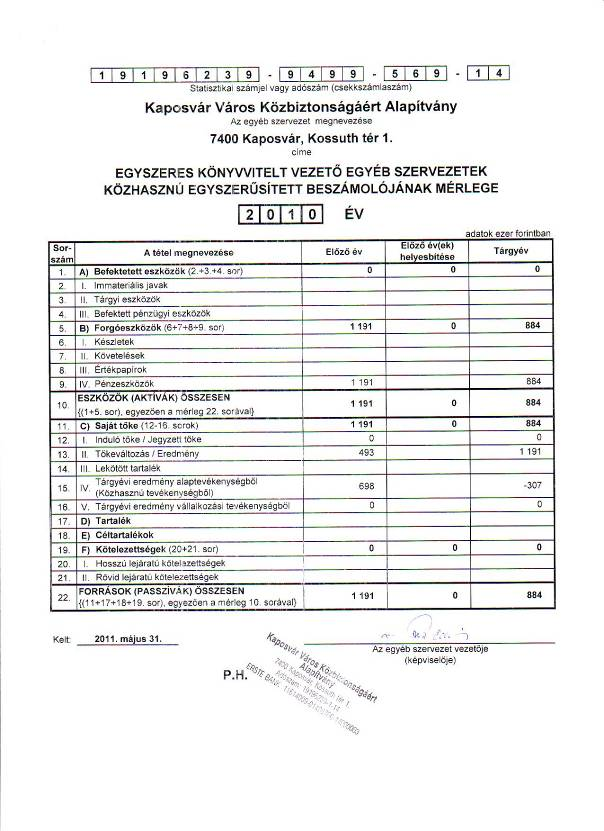 1 9 1 9 6 2 3 9 - 9 4 9 9 - 5 6 9 - 1 4
Statisztikai számjel vagy adószám (csekkszámlaszám)
Kaposvár Város Közbiztonságáért Alapítvány
Az egyéb szervezet megnevezése
7400 Kaposvár, Kossuth tér 1.
címe
EGYSZERES KÖNYVVITELT VEZETŐ EGYÉB SZERVEZETEK
KÖZHASZNÚ EGYSZERŰSÍTETT BESZÁMOLÓJÁNAK MÉRLEGE
2 0 1 0 ÉV
adatok ezer forintban
Sor-szám A tétel megnevezése Előző év Előző év(ek) helyesbítése Tárgyév
1. A) Befektetett eszközök (2.+3.+4. sor) 0 0 0
2. I. Immateriális javak
3. II. Tárgyi eszközök
4. III. Befektett pénzügyi eszközök
5. B) Forgóeszközök (6+7+8+9. sor) 1 191 0 884
6. I. Készletek
7. II. Követelések
8. III. Értékpapírok
9. IV. Pénzeszközök 1 191 884
10. ESZKÖZÖK (AKTÍVÁK) ÖSSZESEN
{(1+5. sor), egyezően a mérleg 22. sorával} 1 191 0 884
11. C) Saját tőke (12-16. sorok) 1 191 0 884
12. I. Induló tőke / Jegyzett tőke 0 0
13. II. Tőkeváltozás / Eredmény 493 1 191
14. III. Lekötött tartalék
15. IV. Tárgyévi eredmény alaptevékenységből
(Közhasznú tevékenységből) 698 -307
16. V. Tárgyévi eredmény vállalkozási tevékenységből 0 0
17. D) Tartalék
18. E) Céltartalékok
19. F) Kötelezettségek (20+21. sor) 0 0 0
20. I. Hosszú lejáratú kötelazettségek
21. II. Rövid lejáratú kötelezettségek
22. FORRÁSOK (PASSZÍVÁK) ÖSSZESEN
{(11+17+18+19. sor), egyezően a mérleg 10. sorával} 1 191 0 884
Kelt: 2011. május 31.
Az egyéb szervezet vezetője
(képviselője)
P.H.
Kaposvár Város Közbiztonságáért
Alapítvány
7400 Kaposvár, Kossuth tér 1.
ERSTE BANK